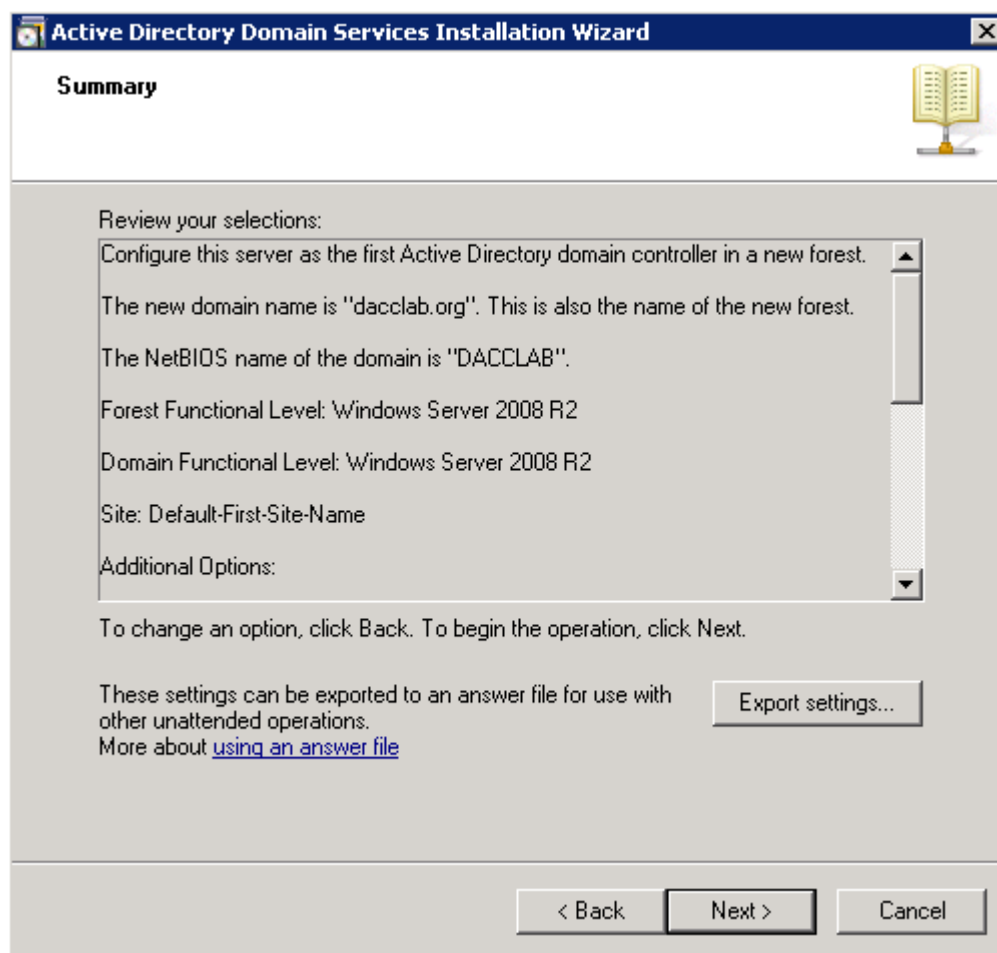 Active Directory Domain Services Installation Wizard
Summary
Review your selections:
Configure this server as the first Active Directory domain controller in a new forest.
The new domain name is "dacclab.org". This is also the name of the new forest.
The NetBIOS name of the domain is "DACCLAB".
Forest Functional Level: Windows Server 2008 R2
Domain Functional Level: Windows Server 2008 R2
Site: Default-First-Site-Name
Additional Options:
To change an option, click Back. To begin the operation, click Next.
These settings can be exported to an answer file for use with
other unattended operations.
More about using an answer file
Export settings...
< Back
Next >
Cancel